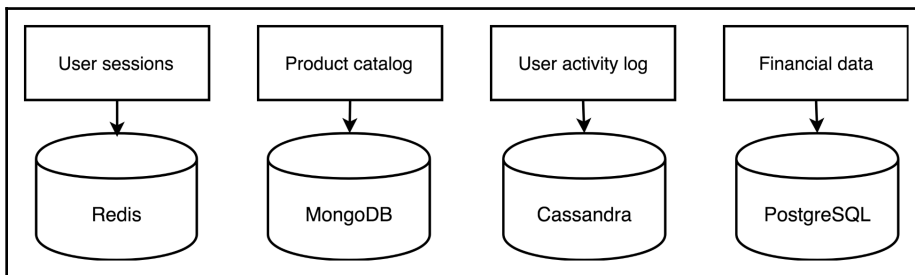 User sessions
Product catalog
User activity log
Financial data
Redis
MongoDB
Cassandra
PostgreSQL